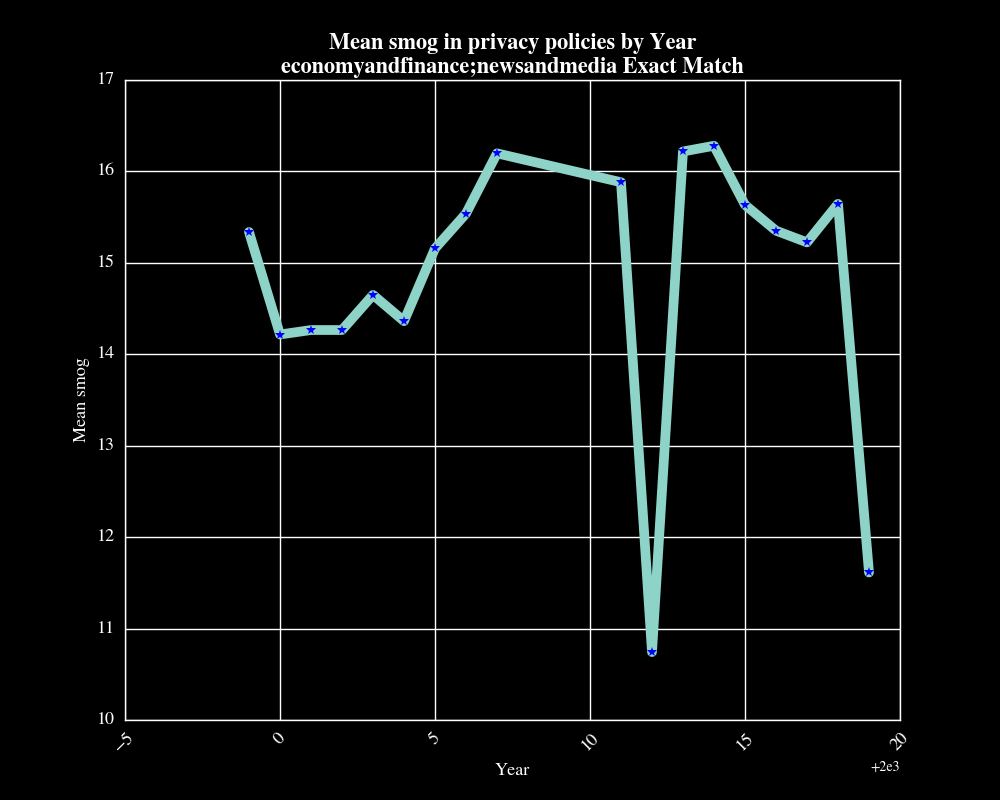 Mean smog in privacy policies by Year
economyandfinance;newsandmedia Exact Match
17
16
15
14
13
12
11
10
Mean smog
−5
0
5
10
15
20
+2e3
Year